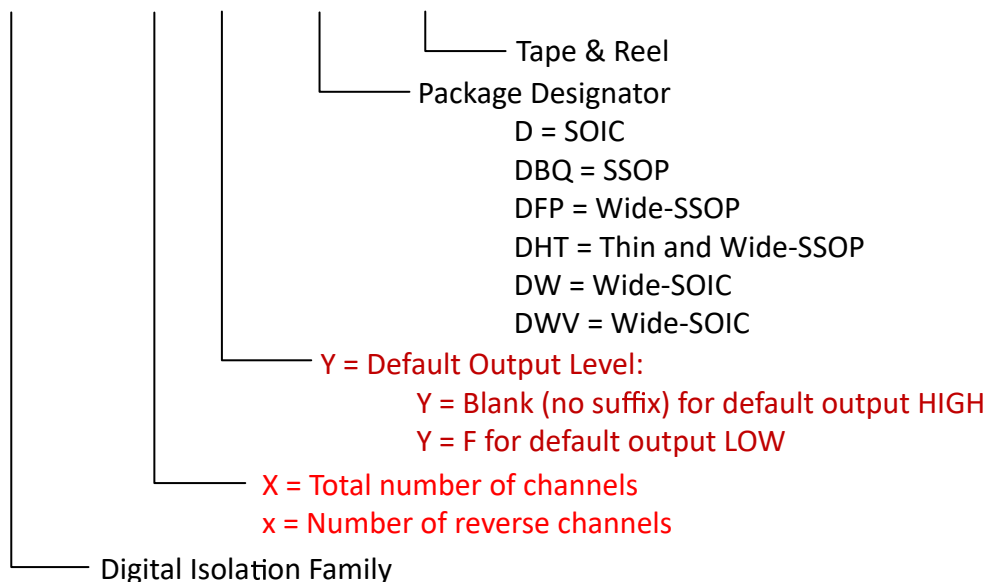 Tape & Reel
Package Designator
D = SOIC
DBQ = SSOP
DFP = Wide-SSOP
DHT = Thin and Wide-SSOP
DW = Wide-SOIC
DWV = Wide-SOIC
Y = Default Output Level:
Y = Blank (no suffix) for default output HIGH
Y = F for default output LOW
X = Total number of channels
x = Number of reverse channels
Digital Isolation Family